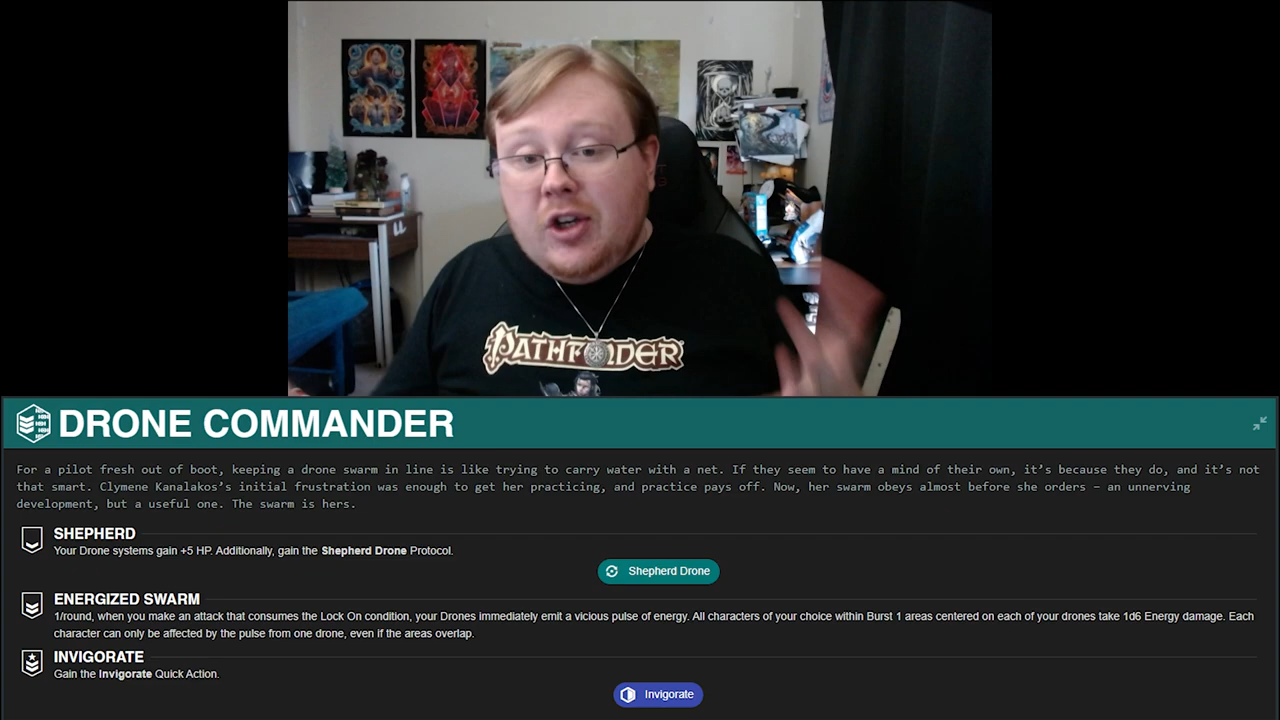 PATHFINDER
DRONE COMMANDER
For a pilot fresh out of boot, keeping a drone swarm in line is like trying to carry water with a net. If they seem to have a mind of their own, it’s because they do, and it’s not
that smart. Clymene Kanalakos’s initial frustration was enough to get her practicing, and practice pays off. Now, her swarm obeys almost before she orders – an unnerving
development, but a useful one. The swarm is hers.
SHEPHERD
Your Drone systems gain +5 HP. Additionally, gain the Shepherd Drone Protocol.
Shepherd Drone
ENERGIZED SWARM
1/round, when you make an attack that consumes the Lock On condition, your Drones immediately emit a vicious pulse of energy. All characters of your choice within Burst 1 areas centered on each of your drones take 1d6 Energy damage. Each
character can only be affected by the pulse from one drone, even if the areas overlap.
INVIGORATE
Gain the Invigorate Quick Action.
Invigorate